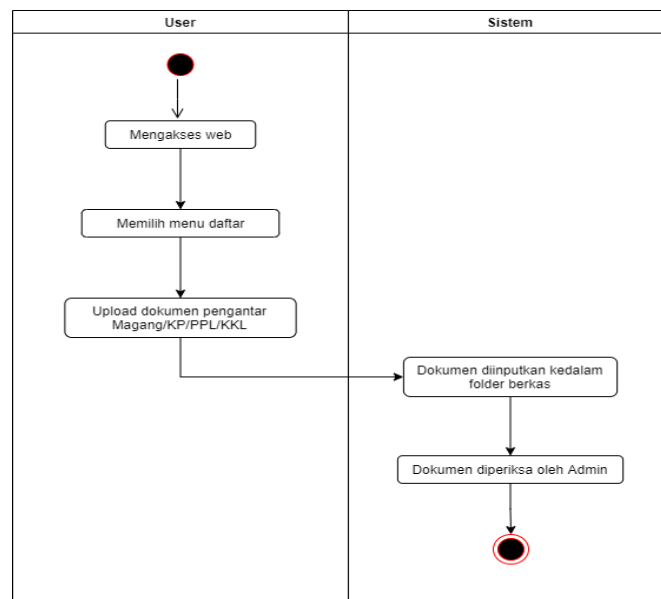 User
Sistem
Mengakses web
Memilih menu daftar
Upload dokumen pengantar
Magang/KP/PPL/KKL
Dokumen diinputkan kedalam
folder berkas
Dokumen diperiksa oleh Admin